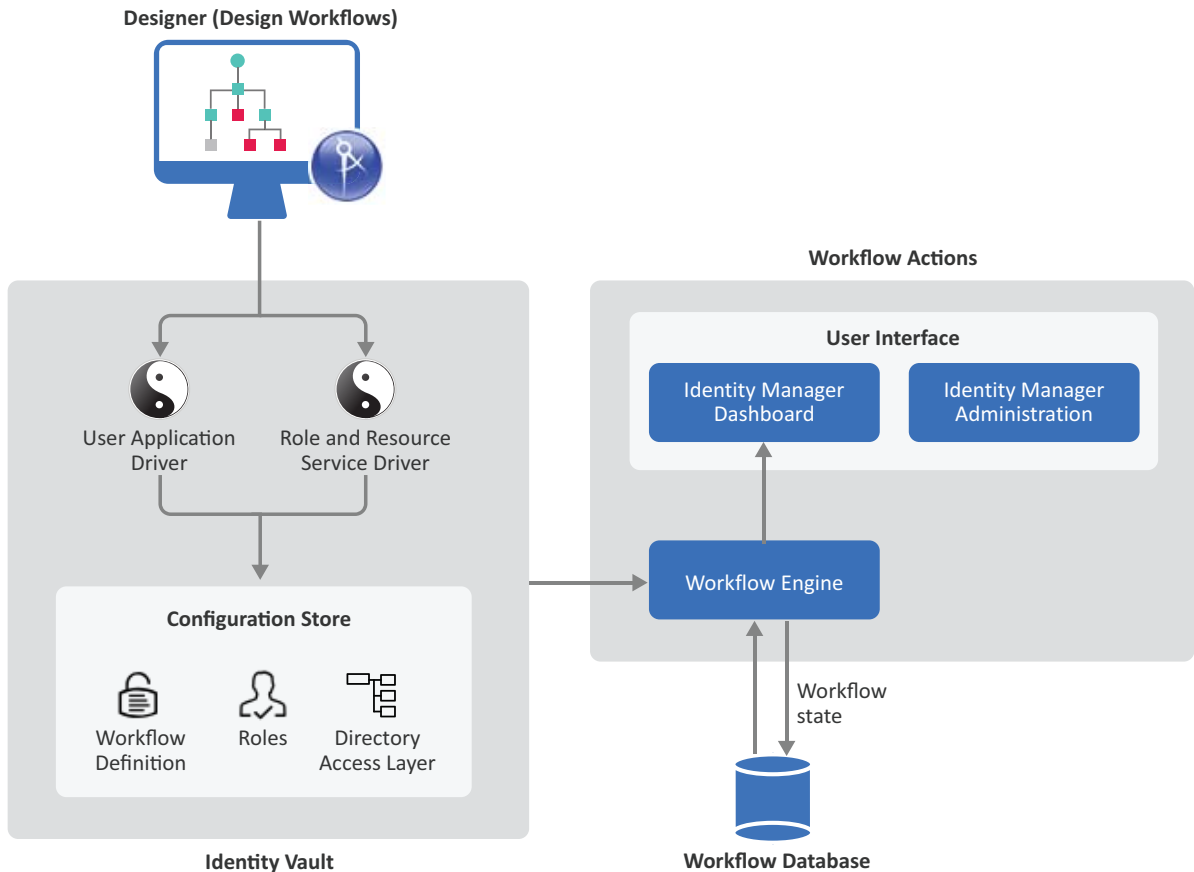 Designer (Design Workflows)
Workflow Actions
User Interface
Identity Manager
Dashboard
Identity Manager
Administration
User Application
Driver
Role and Resource
Service Driver
Workflow Engine
Configuration Store
Workflow
Definition
Roles
Directory
Access Layer
Workflow
state
Identity Vault
Workflow Database